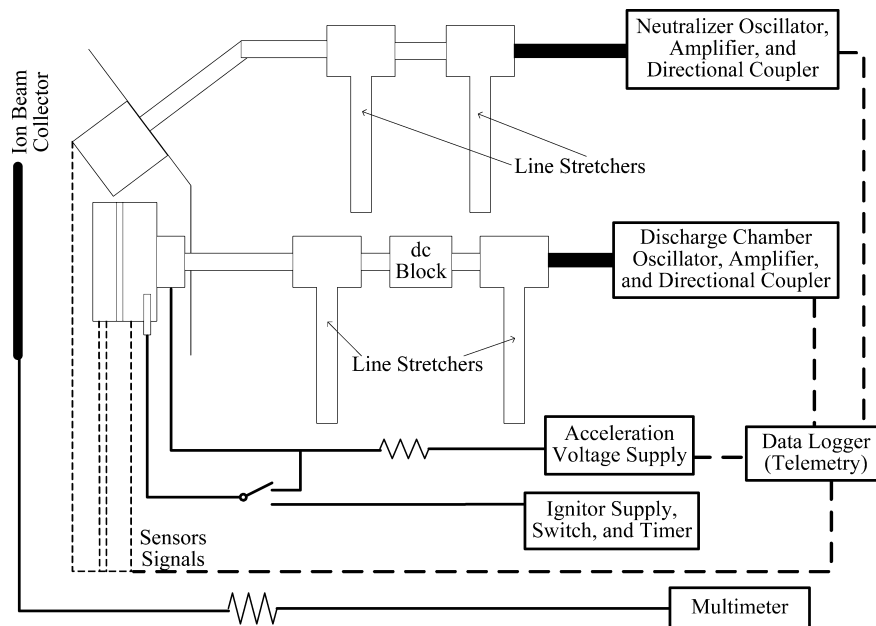 Neutralizer Oscillator,
Amplifier, and
Directional Coupler
Ion Beam
Collector
Line Stretchers
dc
Block
Discharge Chamber
Oscillator, Amplifier,
and Directional Coupler
Line Stretchers
Acceleration
Voltage Supply
Data Logger
(Telemetry)
Ignitor Supply,
Switch, and Timer
Sensors
Signals
Multimeter